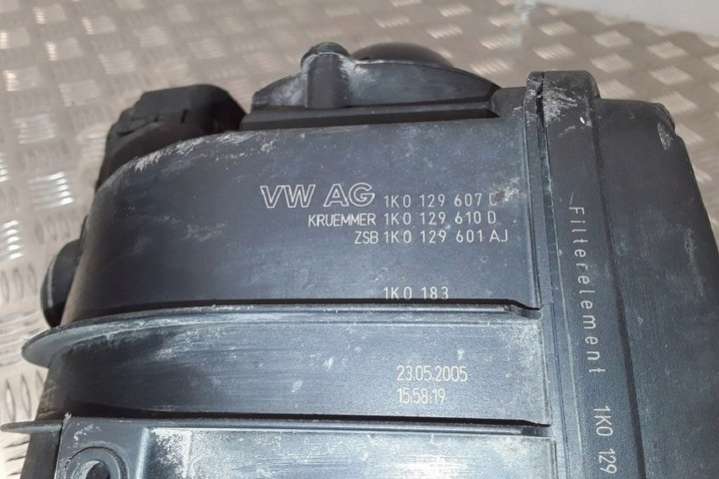 VW AG 1K0 129 607
KRUEMMER 1K0 129 610 D
ZSB 1K0 129 601 AJ
1K0 183
23.05.2005
15:58:19
Filterelement 1K0 129